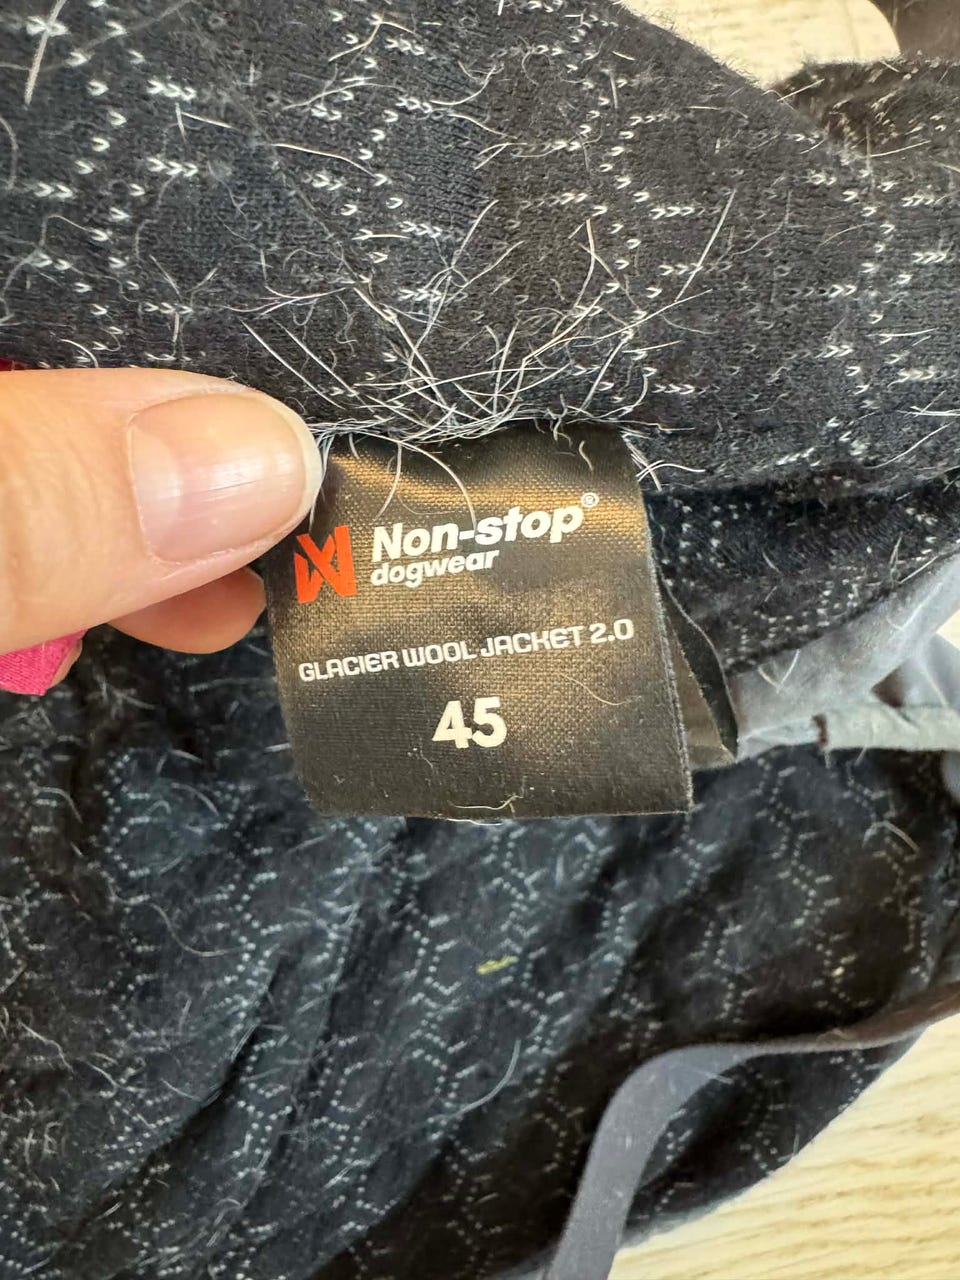 Non-stop®
dogwear
GLACIER WOOL JACKET 2.0
45